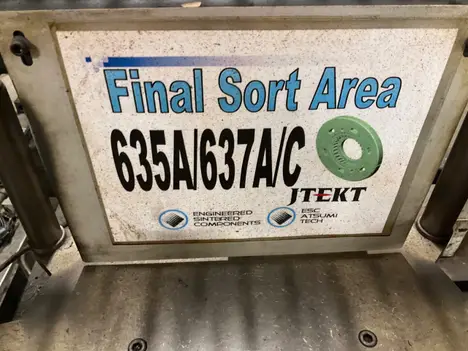 Final Sort Area
635A/637A/C
JTEKT
ENGINEERED
SINTERED
COMPONENTS
ESC
ATSUMI
TECH